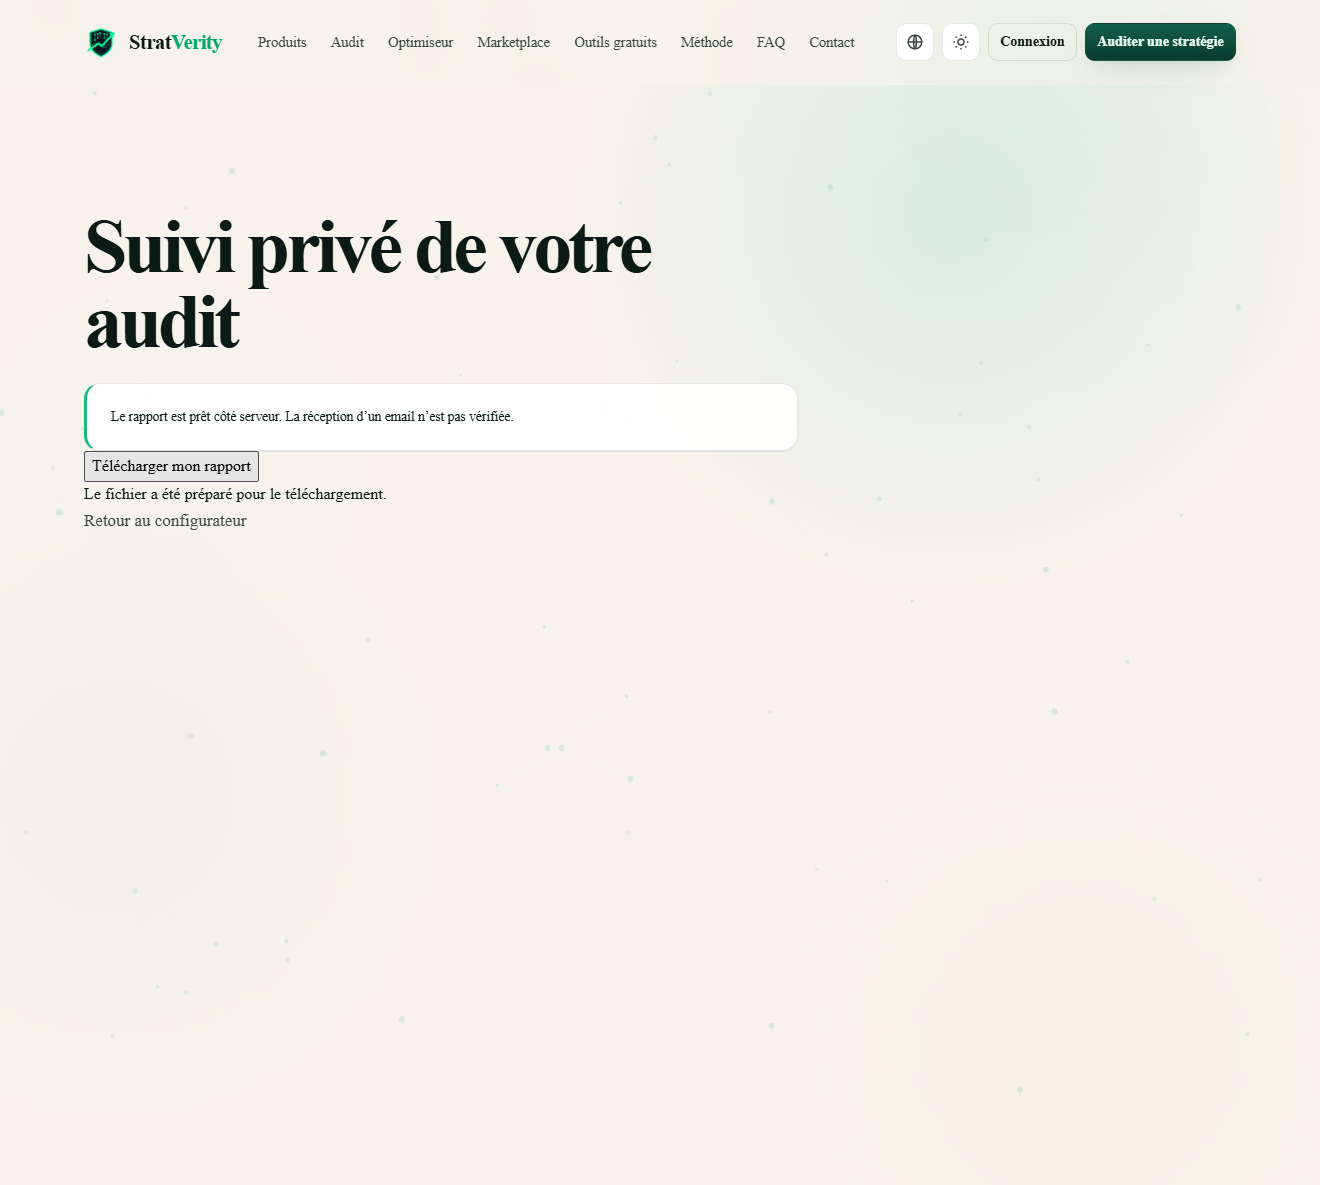 StratVerity Produits Audit Optimiseur Marketplace Outils gratuits Méthode FAQ Contact Connexion Auditer une stratégie
Suivi privé de votre
audit
Le rapport est prêt côté serveur. La réception d’un email n’est pas vérifiée.
Télécharger mon rapport
Le fichier a été préparé pour le téléchargement.
Retour au configurateur